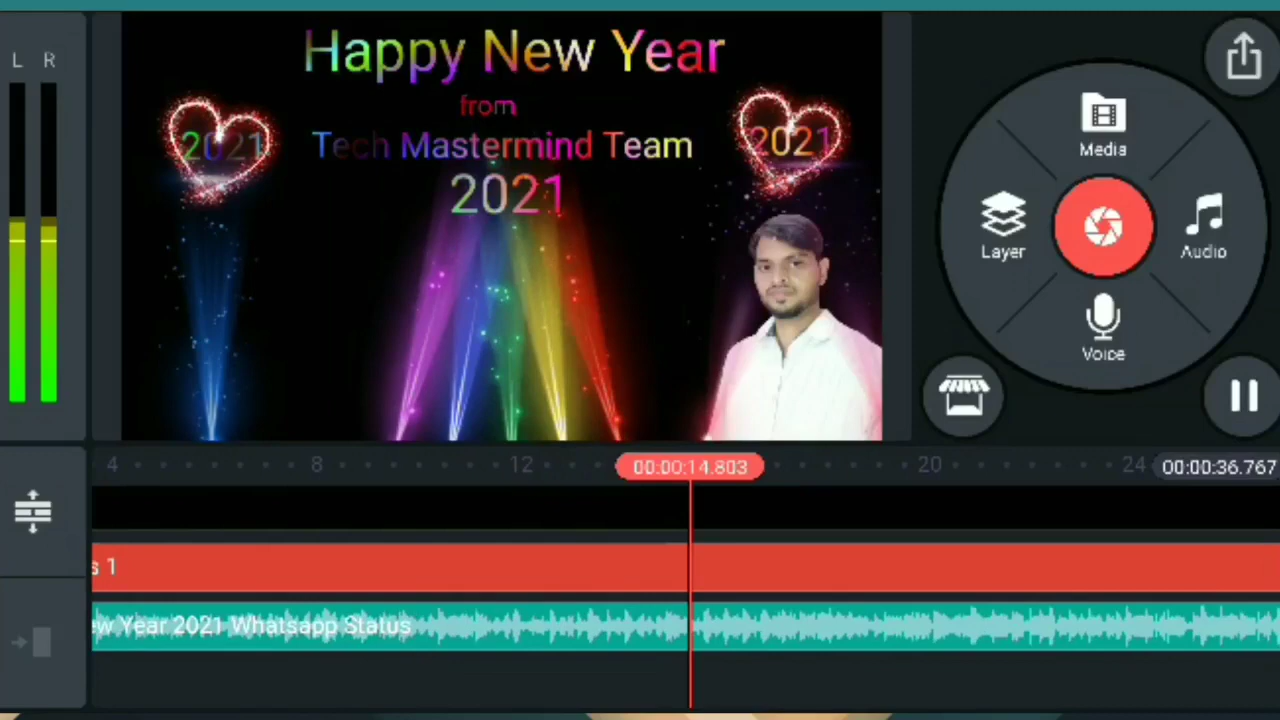 L R
Happy New Year
from
2021 Tech Mastermind Team 2021
2021
Media
Layer
Audio
Voice
4 8 12 00:00:14.803 20 24 00:00:36.767
s 1
ew Year 2021 Whatsapp Status